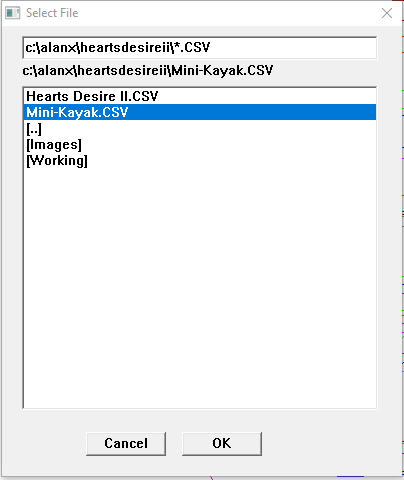 Select File
c:\alanx\heartsdesireii\*.CSV
c:\alanx\heartsdesireii\Mini-Kayak.CSV
Hearts Desire II.CSV
Mini-Kayak.CSV
[..]
[Images]
[Working]
Cancel
OK